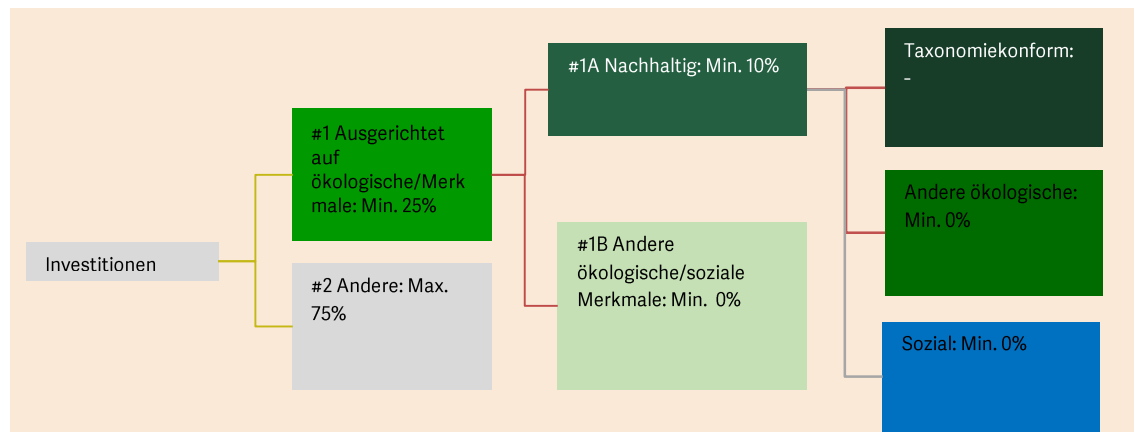 Investitionen
#1 Ausgerichtet
auf
ökologische/Merk
male: Min. 25%
#2 Andere: Max.
75%
#1A Nachhaltig: Min. 10%
#1B Andere
ökologische/soziale
Merkmale: Min.  0%
Taxonomiekonform:
-
Andere ökologische:
Min. 0%
Sozial: Min. 0%